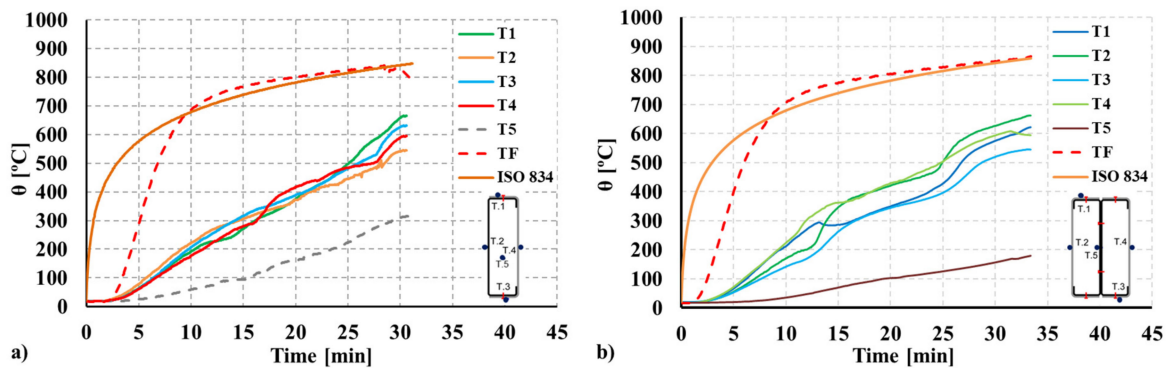 θ [ºC]
1000
900
800
700
600
500
400
300
200
100
0
0 5 10 15 20 25 30 35 40 45
Time [min]
T1
T2
T3
T4
T5
TF
ISO 834
T.1
T.2
T.4
T.5
T.3
a)
θ [ºC]
1000
900
800
700
600
500
400
300
200
100
0
0 5 10 15 20 25 30 35 40 45
Time [min]
T1
T2
T3
T4
T5
TF
ISO 834
T.1
T.2
T.4
T.5
T.3
b)